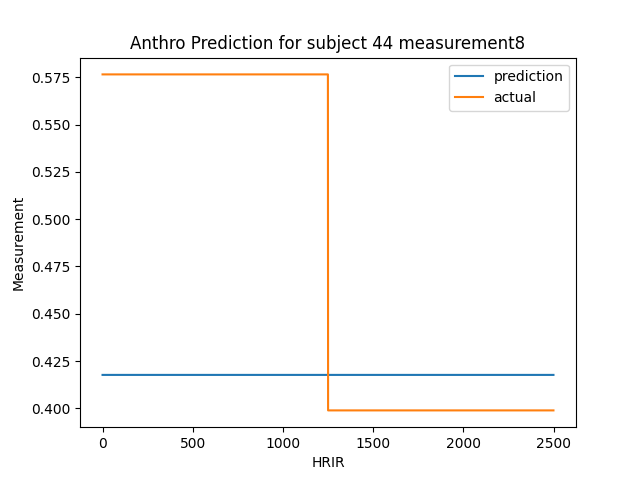 Anthro Prediction for subject 44 measurement8
prediction
actual
0.575
0.550
0.525
0.500
0.475
0.450
0.425
0.400
Measurement
0 500 1000 1500 2000 2500
HRIR